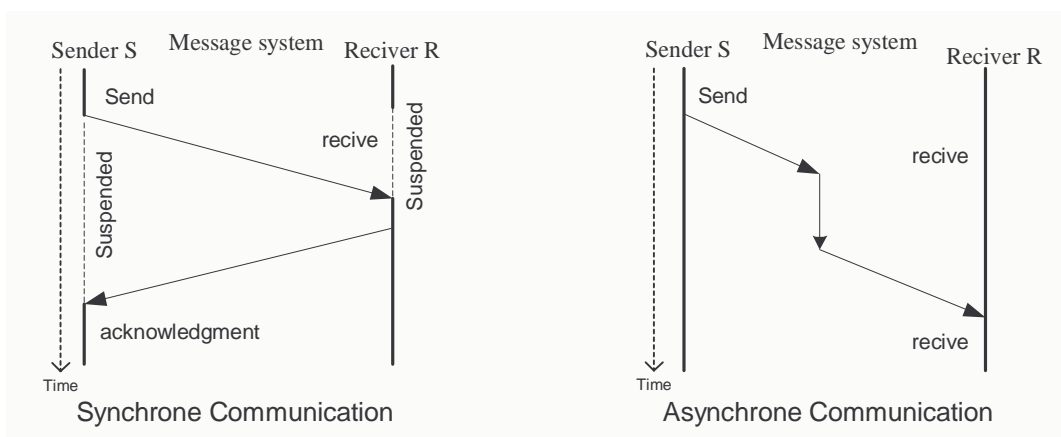 Sender S
Message system
Reciver R
Send
recive
Suspended
Suspended
acknowledgment
Time
Synchrone Communication
Sender S
Message system
Reciver R
Send
recive
recive
Time
Asynchrone Communication